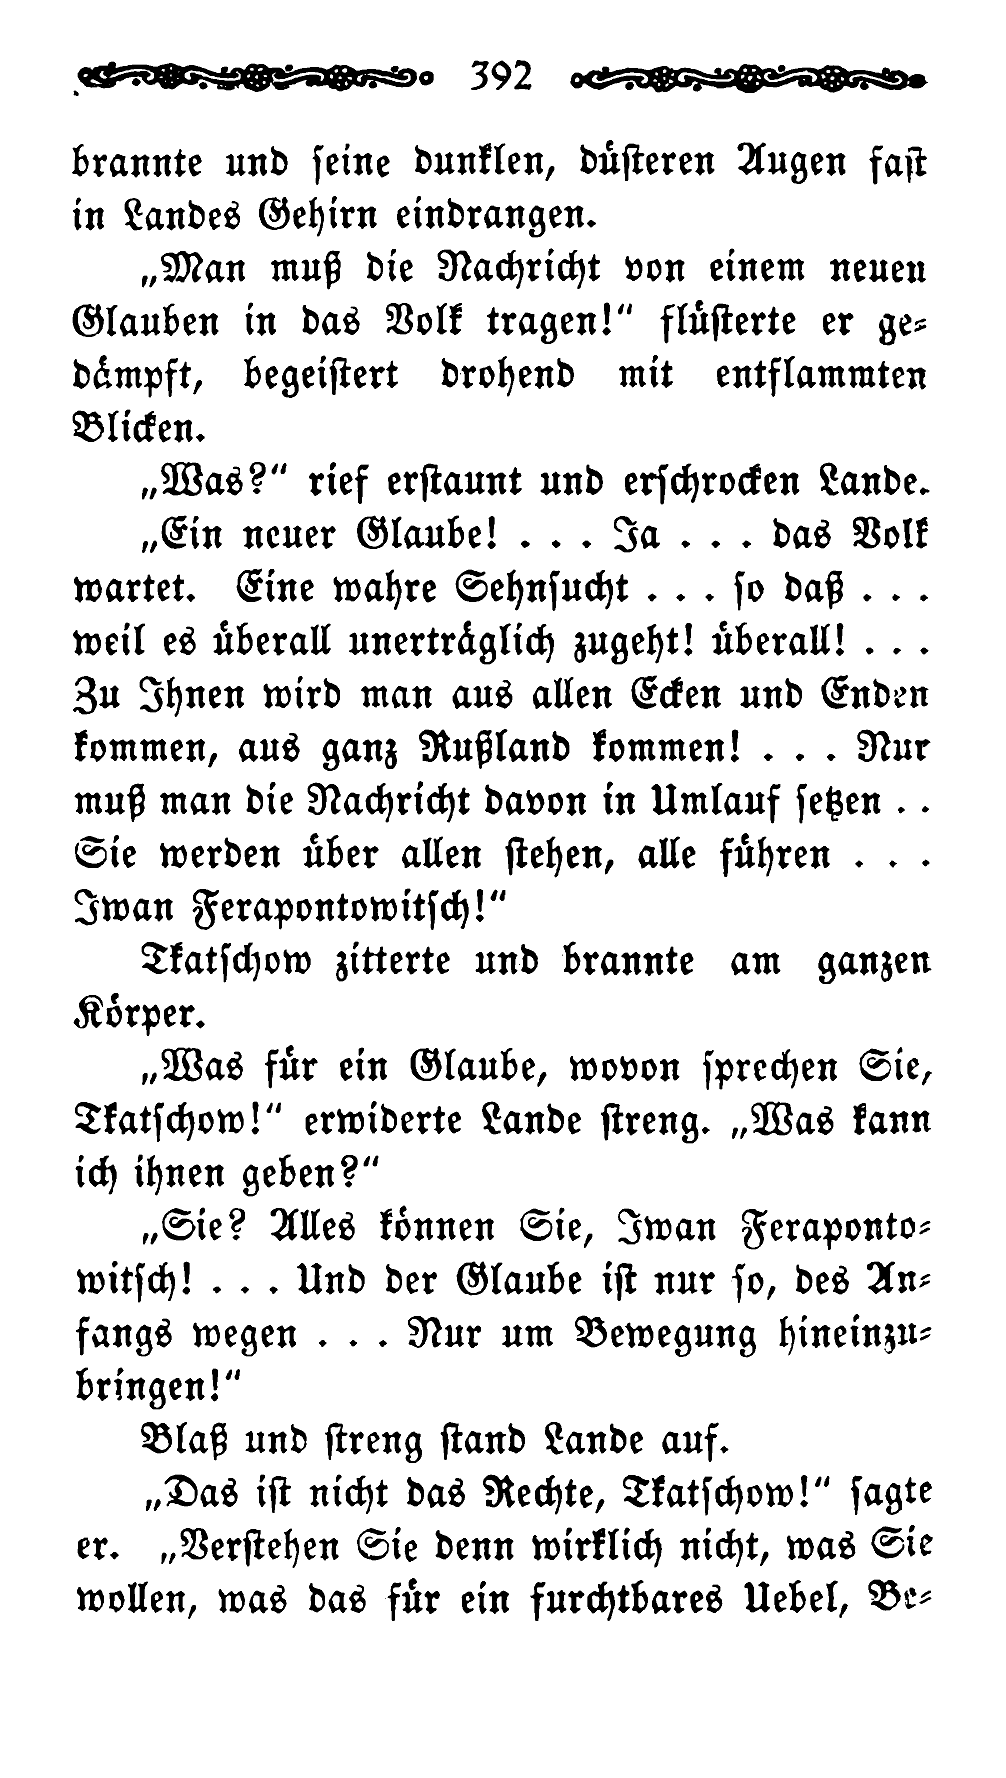 392
brannte und ſeine dunklen, düſteren Augen faſt
in Landes Gehirn eindrangen.
„Man muß die Nachricht von einem neuen
Glauben in das Volk tragen!“ flüſterte er ge⸗
dämpft, begeiſtert drohend mit entflammten
Blicken.
„Was?“ rief erſtaunt und erſchrocken Lande.
„Ein neuer Glaube! . . . Ja . . . das Volk
wartet. Eine wahre Sehnſucht . . . ſo daß . . .
weil es überall unerträglich zugeht! überall! . . .
Zu Ihnen wird man aus allen Ecken und Enden
kommen, aus ganz Rußland kommen! . . . Nur
muß man die Nachricht davon in Umlauf ſetzen . .
Sie werden über allen ſtehen, alle führen . . .
Iwan Ferapontowitſch!“
Tkatſchow zitterte und brannte am ganzen
Körper.
„Was für ein Glaube, wovon ſprechen Sie,
Tkatſchow!“ erwiderte Lande ſtreng. „Was kann
ich ihnen geben?“
„Sie? Alles können Sie, Iwan Feraponto⸗
witſch! . . . Und der Glaube iſt nur ſo, des An⸗
fangs wegen . . . Nur um Bewegung hineinzu⸗
bringen!“
Blaß und ſtreng ſtand Lande auf.
„Das iſt nicht das Rechte, Tkatſchow!“ ſagte
er. „Verſtehen Sie denn wirklich nicht, was Sie
wollen, was das für ein furchtbares Uebel, Be⸗